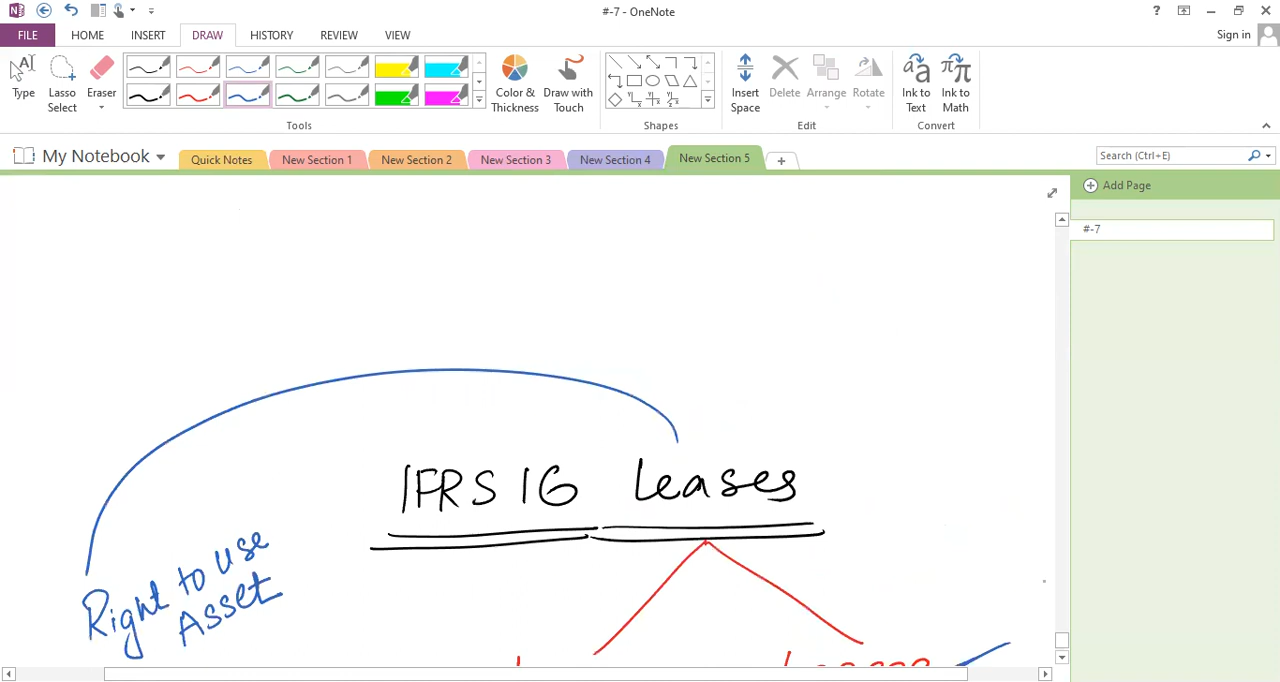 #-7 - OneNote
Sign in
FILE HOME INSERT DRAW HISTORY REVIEW VIEW
Type
Lasso Select
Eraser
Color & Thickness
Draw with Touch
Insert Space
Delete
Arrange
Rotate
Ink to Text
Ink to Math
Tools
Shapes
Edit
Convert
My Notebook
Quick Notes
New Section 1
New Section 2
New Section 3
New Section 4
New Section 5
Search (Ctrl+E)
Add Page
#-7
IFRS 16 Leases
Right to use
Asset